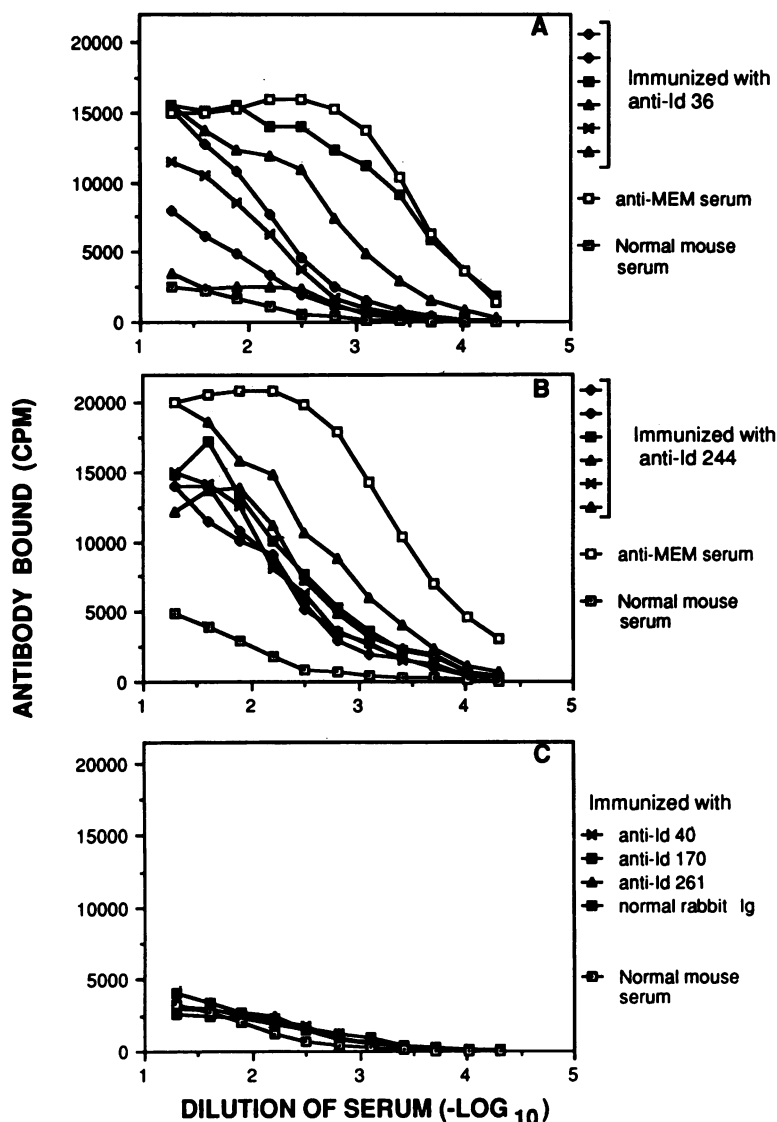 A
20000
15000
10000
5000
0
1 2 3 4 5
Immunized with
anti-Id 36
anti-MEM serum
Normal mouse
serum
B
20000
15000
10000
5000
0
1 2 3 4 5
Immunized with
anti-Id 244
anti-MEM serum
Normal mouse
serum
C
20000
15000
10000
5000
0
1 2 3 4 5
Immunized with
anti-Id 40
anti-Id 170
anti-Id 261
normal rabbit Ig
Normal mouse
serum
ANTIBODY BOUND (CPM)
DILUTION OF SERUM (-LOG 10)